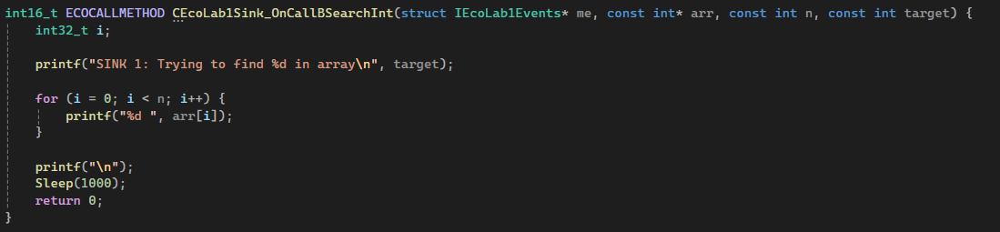 int16_t ECOCALLMETHOD CEcoLab1Sink_OnCallBSearchInt(struct IEcoLab1Events* me, const int* arr, const int n, const int target) {
    int32_t i;
    printf("SINK 1: Trying to find %d in array\n", target);
    for (i = 0; i < n; i++) {
        printf("%d ", arr[i]);
    }
    printf("\n");
    Sleep(1000);
    return 0;
}